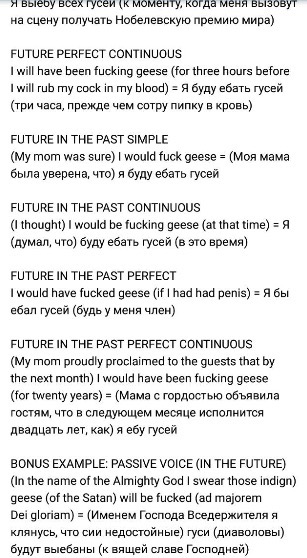 Я выебу всех гусей (к моменту, когда меня вызовут
на сцену получать Нобелевскую премию мира)
FUTURE PERFECT CONTINUOUS
I will have been fucking geese (for three hours before
I will rub my cock in my blood) = Я буду ебать гусей
(три часа, прежде чем сотру пипку в кровь)
FUTURE IN THE PAST SIMPLE
(My mom was sure) I would fuck geese = (Моя мама
была уверена, что) я буду ебать гусей
FUTURE IN THE PAST CONTINUOUS
(I thought) I would be fucking geese (at that time) = Я
(думал, что) буду ебать гусей (в это время)
FUTURE IN THE PAST PERFECT
I would have fucked geese (if I had had penis) = Я бы
ебал гусей (будь у меня член)
FUTURE IN THE PAST PERFECT CONTINUOUS
(My mom proudly proclaimed to the guests that by
the next month) I would have been fucking geese
(for twenty years) = (Мама с гордостью объявила
гостям, что в следующем месяце исполнится
двадцать лет, как) я ебу гусей
BONUS EXAMPLE: PASSIVE VOICE (IN THE FUTURE)
(In the name of the Almighty God I swear those indign)
geese (of the Satan) will be fucked (ad majorem
Dei gloriam) = (Именем Господа Вседержителя я
клянусь, что сии недостойные) гуси (диаволовы)
будут выебаны (к вящей славе Господней)